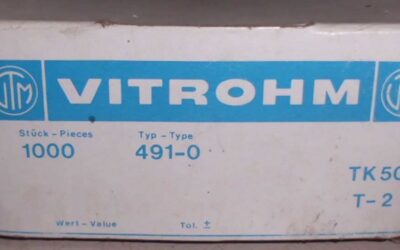 VTM VITROHM
Stück - Pieces Typ - Type
1000 491-0
TK50
T-2
Wert - Value Tol. ±